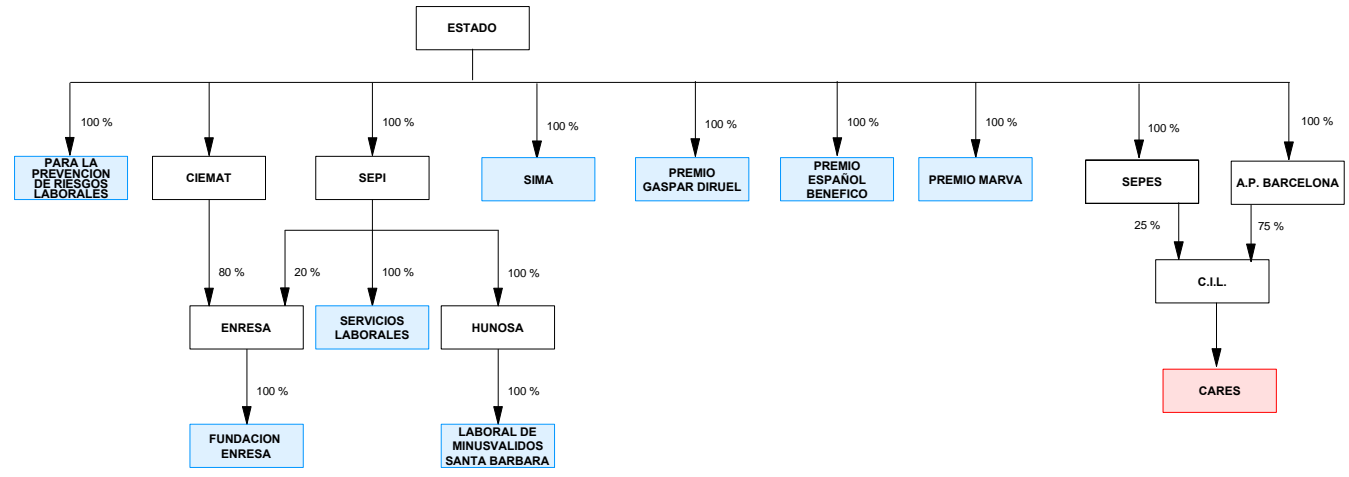 ESTADO
100 %
100 %
100 %
100 %
100 %
100 %
100 %
100 %
PARA LA
PREVENCION
DE RIESGOS
LABORALES
CIEMAT
SEPI
SIMA
PREMIO
GASPAR DIRUEL
PREMIO
ESPAÑOL
BENEFICO
PREMIO MARVA
SEPES
A.P. BARCELONA
25 %
75 %
80 %
20 %
100 %
100 %
C.I.L.
ENRESA
SERVICIOS
LABORALES
HUNOSA
100 %
100 %
CARES
FUNDACION
ENRESA
LABORAL DE
MINUSVALIDOS
SANTA BARBARA